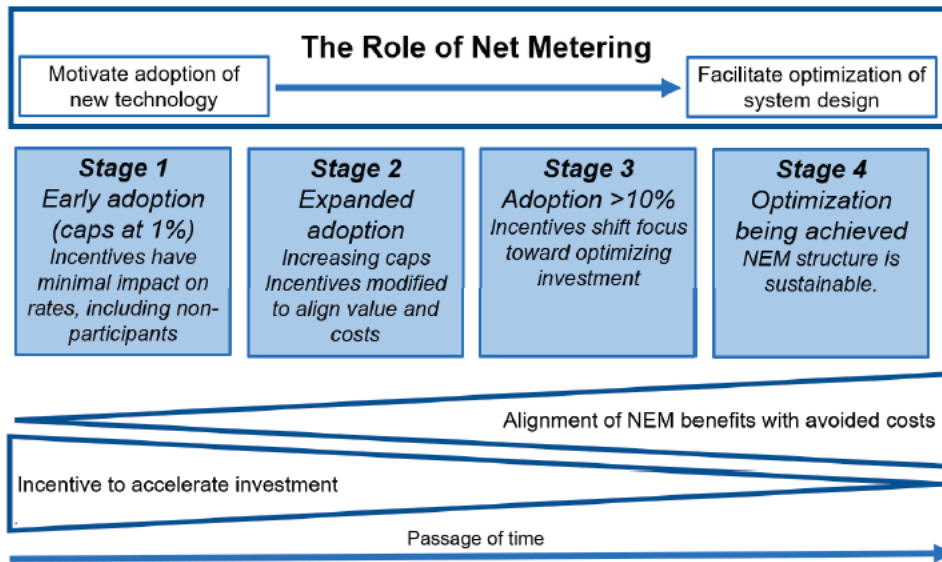 The Role of Net Metering
Motivate adoption of
new technology
Facilitate optimization of
system design
Stage 1
Early adoption
(caps at 1%)
Incentives have
minimal impact on
rates, including non-
participants
Stage 2
Expanded
adoption
Increasing caps
Incentives modified
to align value and
costs
Stage 3
Adoption >10%
Incentives shift focus
toward optimizing
investment
Stage 4
Optimization
being achieved
NEM structure is
sustainable.
Alignment of NEM benefits with avoided costs
Incentive to accelerate investment
.
Passage of time